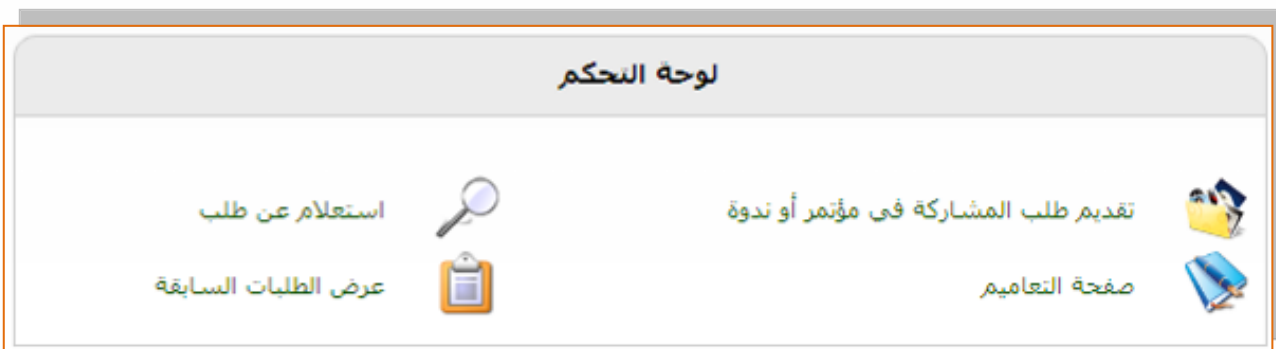 لوحة التحكم
تقديم طلب المشاركة في مؤتمر أو ندوة
استعلام عن طلب
صفحة التعاميم
عرض الطلبات السابقة